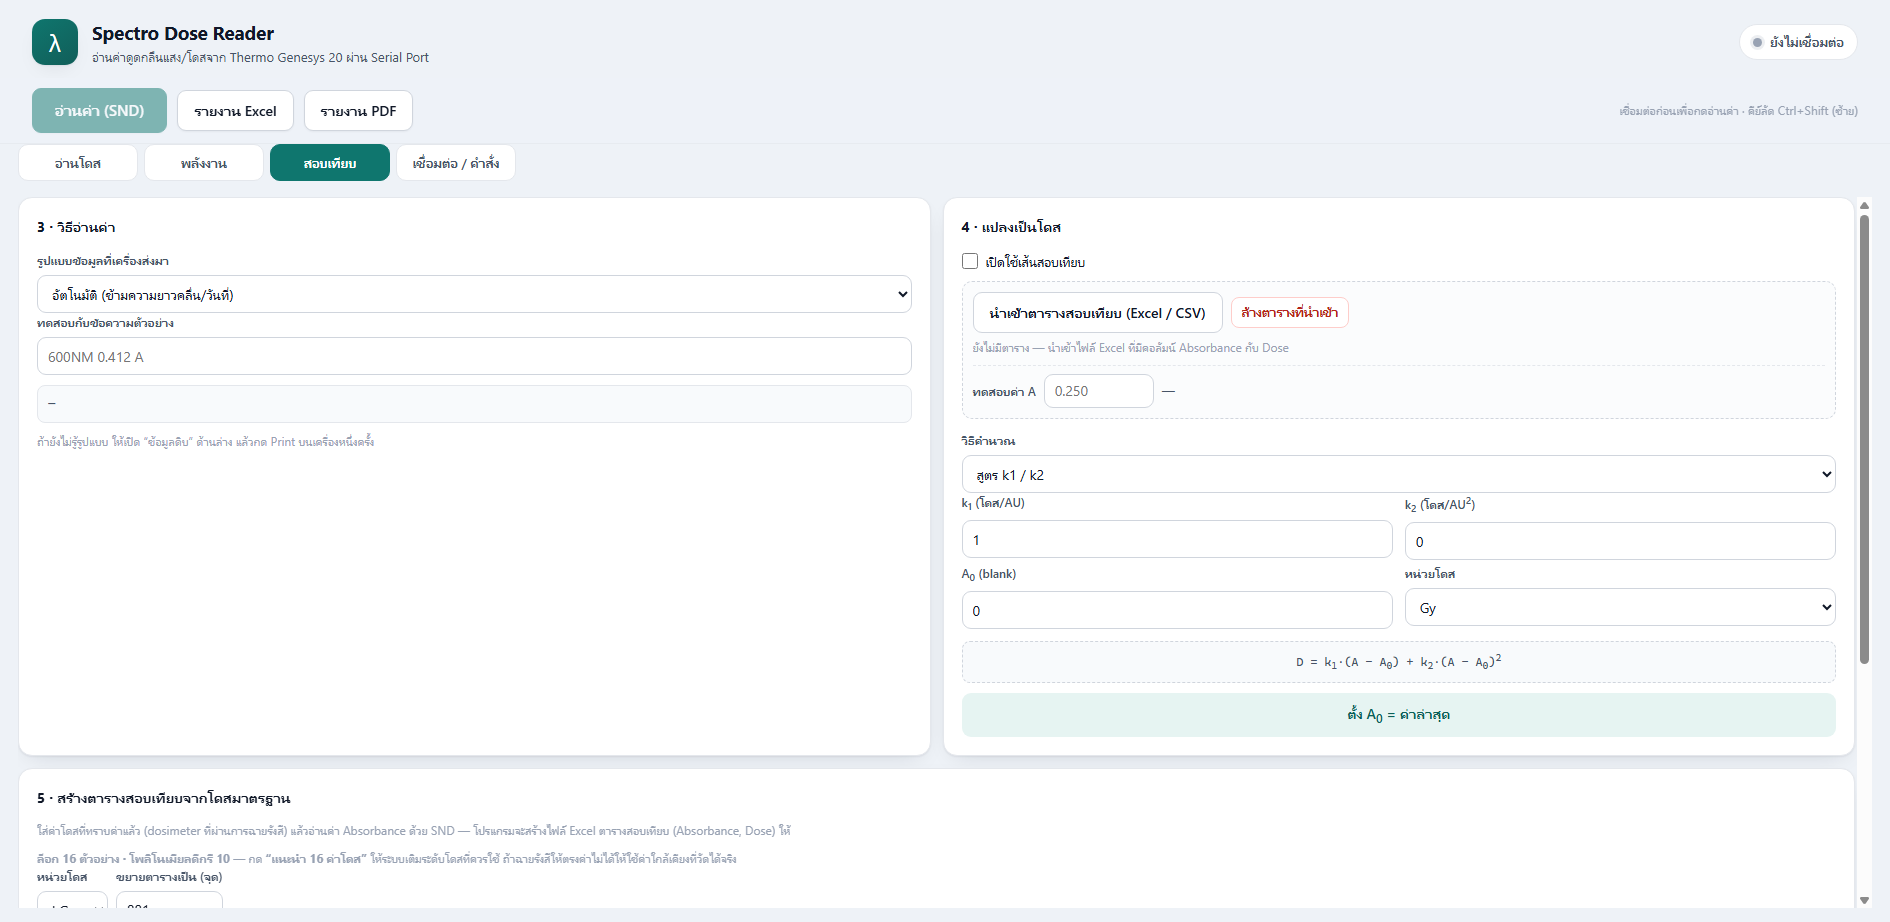 λ
Spectro Dose Reader
อ่านค่าดูดกลืนแสง/โดสจาก Thermo Genesys 20 ผ่าน Serial Port
ยังไม่เชื่อมต่อ
อ่านค่า (SND)
รายงาน Excel
รายงาน PDF
เชื่อมต่อก่อนเพื่อกดอ่านค่า · คีย์ลัด Ctrl+Shift (ซ้าย)
อ่านโดส
พลังงาน
สอบเทียบ
เชื่อมต่อ / คำสั่ง
3 · วิธีอ่านค่า
รูปแบบข้อมูลที่เครื่องส่งมา
อัตโนมัติ (ข้ามความยาวคลื่น/วันที่)
ทดสอบกับข้อความตัวอย่าง
600NM 0.412 A
–
ถ้ายังไม่รู้รูปแบบ ให้เปิด “ข้อมูลดิบ” ด้านล่าง แล้วกด Print บนเครื่องหนึ่งครั้ง
4 · แปลงเป็นโดส
เปิดใช้เส้นสอบเทียบ
นำเข้าตารางสอบเทียบ (Excel / CSV)
ล้างตารางที่นำเข้า
ยังไม่มีตาราง — นำเข้าไฟล์ Excel ที่มีคอลัมน์ Absorbance กับ Dose
ทดสอบค่า A
0.250
—
วิธีคำนวณ
สูตร k1 / k2
k₁ (โดส/AU)
k₂ (โดส/AU²)
1
0
A₀ (blank)
หน่วยโดส
0
Gy
D = k₁·(A − A₀) + k₂·(A − A₀)²
ตั้ง A₀ = ค่าล่าสุด
5 · สร้างตารางสอบเทียบจากโดสมาตรฐาน
ใส่ค่าโดสที่ทราบค่าแล้ว (dosimeter ที่ผ่านการฉายรังสี) แล้วอ่านค่า Absorbance ด้วย SND — โปรแกรมจะสร้างไฟล์ Excel ตารางสอบเทียบ (Absorbance, Dose) ให้
ล็อก 16 ตัวอย่าง · โพลิโนเมียลดีกรี 10 — กด “แนะนำ 16 ค่าโดส” ให้ระบบเติมระดับโดสที่ควรใช้ ถ้าฉายรังสีให้ตรงค่าไม่ได้ให้ใช้ค่าใกล้เคียงที่วัดได้จริง
หน่วยโดส
ขยายตารางเป็น (จุด)